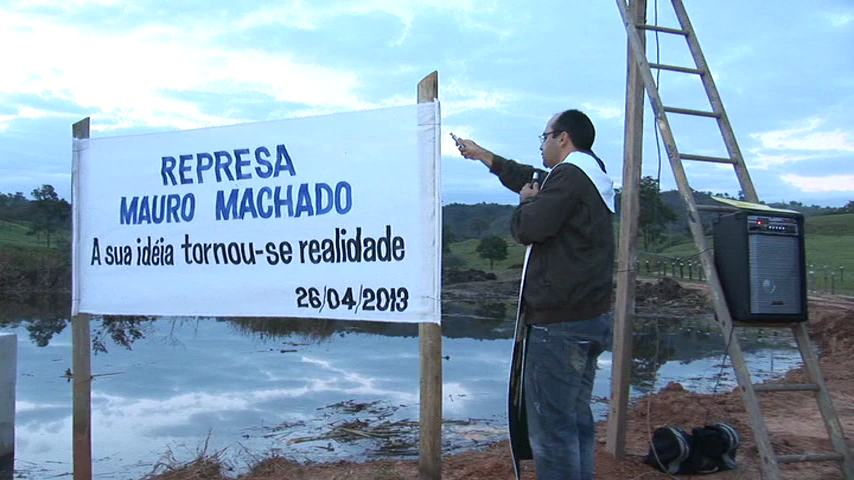 REPRESA
MAURO MACHADO
A sua idéia tornou-se realidade
26/04/2013